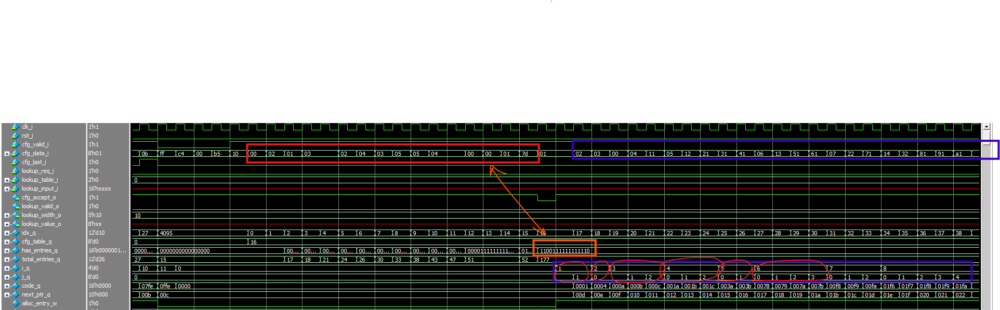 clk_i 1'h1
rst_i 1'h0
cfg_valid_i 1'h1
cfg_data_i 8'h01 0b ff c4 00 b5 10 00 02 01 03 02 04 03 05 05 04 00 00 01 7d 01 02 03 00 04 11 05 12 21 31 41 06 13 51 61 07 22 71 14 32 81 91 a1
cfg_last_i 1'h0
lookup_req_i 1'h0
lookup_table_i 2'h0 0
lookup_input_i 16'hxxxx
cfg_accept_o 1'h1
lookup_valid_o 1'h0
lookup_width_o 5'h10 10
lookup_value_o 8'hxx
idx_q 12'd10 27 4095 0 1 2 3 4 5 6 7 8 9 10 11 12 13 14 15 16 17 18 19 20 21 22 23 24 25 26 27 28 29 30 31 32 33 34 35 36 37 38
cfg_table_q 8'd0 0 16
has_entries_q 16'b0000001... 0000... 0000000000000000 00... 00... 00... 00... 00... 00... 00... 00... 00... 00... 0000111111111... 01... 1100111111111110
total_entries_q 12'd26 27 15 17 18 21 24 26 30 33 38 43 47 51 52 177
i_q 4'd0 10 11 0 1 2 3 4 5 6 7 8
j_q 8'd0 0 1 0 1 2 0 1 2 0 1 0 1 2 3 0 1 2 0 1 2 3 4
code_q 16'h0000 07fe 0ffe 0000 0001 0004 000a 000b 000c 001a 001b 001c 003a 003b 0078 0079 007a 007b 00f8 00f9 00fa 01f6 01f7 01f8 01f9 01fa
next_ptr_q 10'h000 00b 00c 00d 00e 00f 010 011 012 013 014 015 016 017 018 019 01a 01b 01c 01d 01e 01f 020 021 022
alloc_entry_w 1'h0